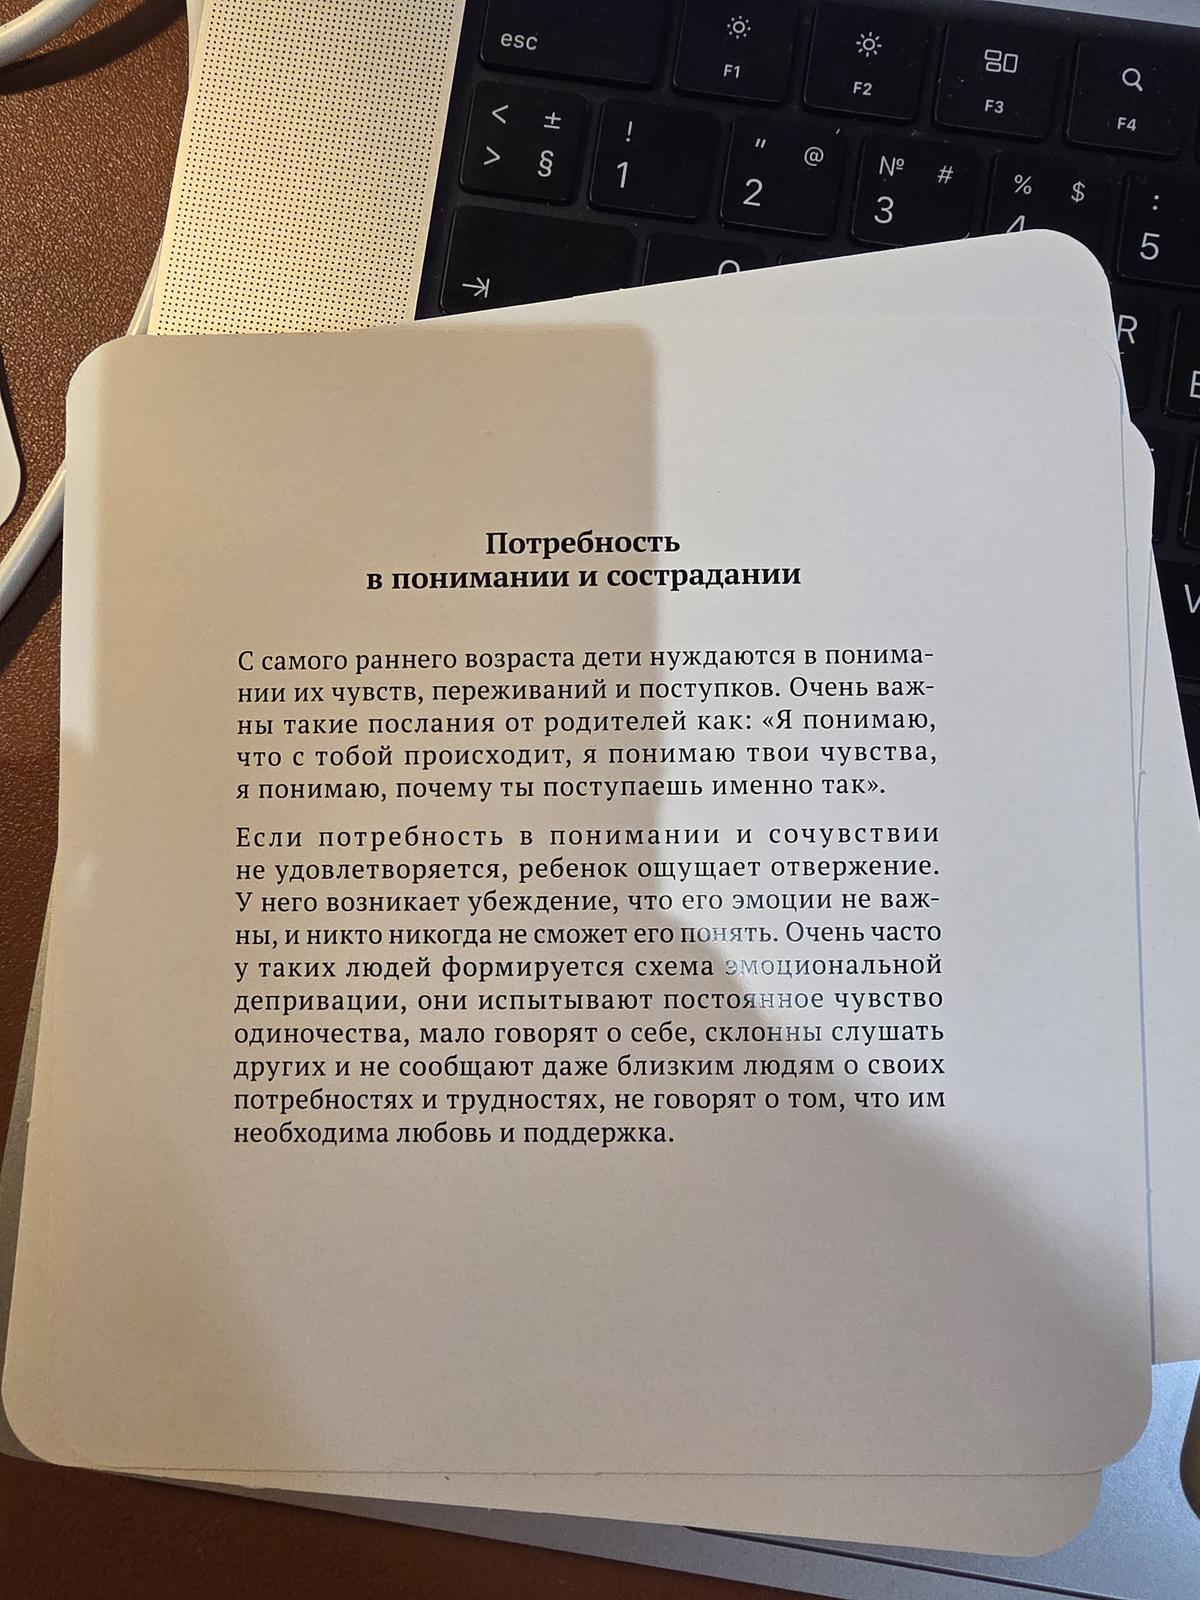 esc
F1
F2
F3
F4
< ±
> §
!
1
" @
2
№ #
3
% $
4
:
5
R
Потребность
в понимании и сострадании
С самого раннего возраста дети нуждаются в понима-
нии их чувств, переживаний и поступков. Очень важ-
ны такие послания от родителей как: «Я понимаю,
что с тобой происходит, я понимаю твои чувства,
я понимаю, почему ты поступаешь именно так».
Если потребность в понимании и сочувствии
не удовлетворяется, ребенок ощущает отвержение.
У него возникает убеждение, что его эмоции не важ-
ны, и никто никогда не сможет его понять. Очень часто
у таких людей формируется схема эмоциональной
депривации, они испытывают постоянное чувство
одиночества, мало говорят о себе, склонны слушать
других и не сообщают даже близким людям о своих
потребностях и трудностях, не говорят о том, что им
необходима любовь и поддержка.